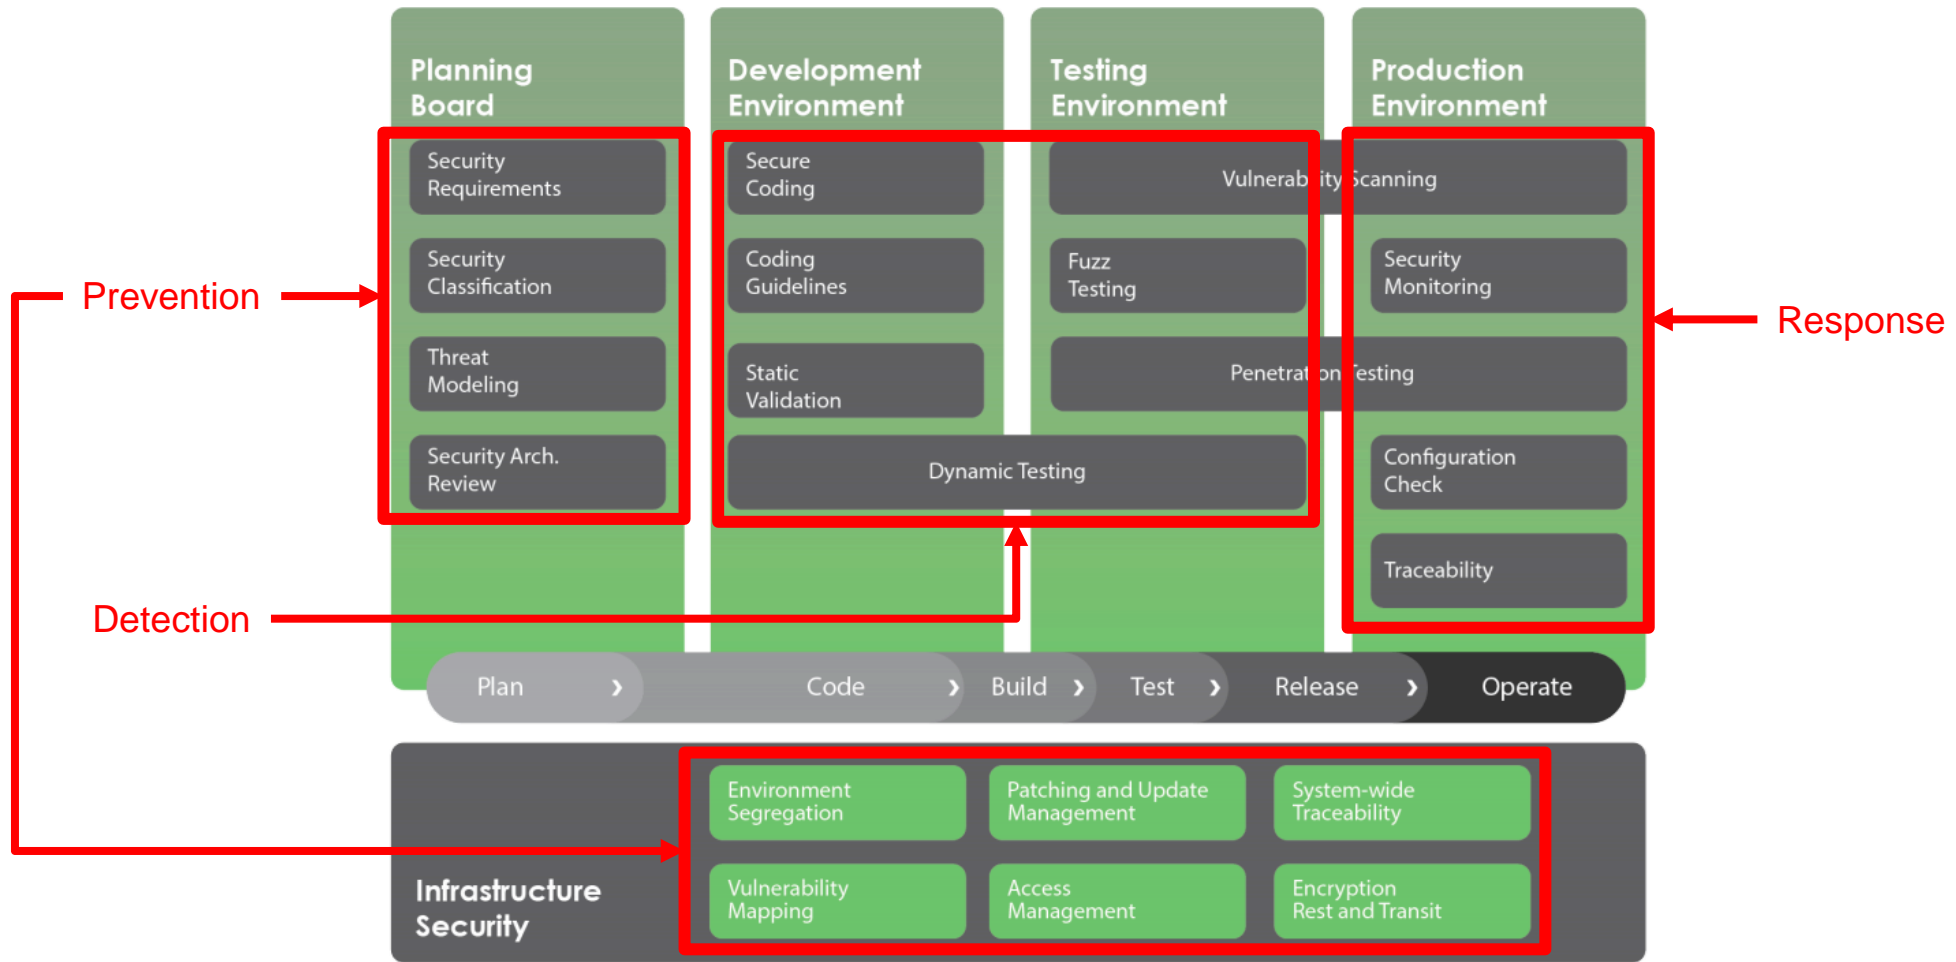 Planning
Board
Development
Environment
Testing
Environment
Production
Environment
Security
Requirements
Secure
Coding
Vulnerability Scanning
Security
Classification
Coding
Guidelines
Fuzz
Testing
Security
Monitoring
Prevention
Response
Threat
Modeling
Static
Validation
Penetration Testing
Security Arch.
Review
Dynamic Testing
Configuration
Check
Traceability
Detection
Plan
Code
Build
Test
Release
Operate
Infrastructure
Security
Environment
Segregation
Patching and Update
Management
System-wide
Traceability
Vulnerability
Mapping
Access
Management
Encryption
Rest and Transit